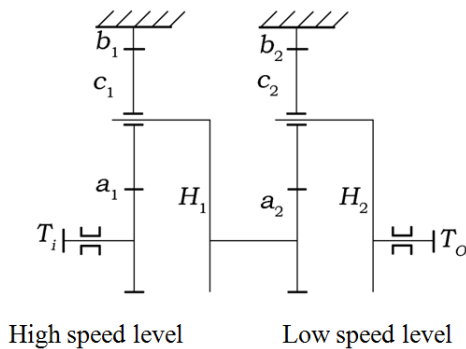 b₁ b₂
c₁ c₂
a₁ H₁ a₂ H₂
Tᵢ Tₒ
High speed level Low speed level